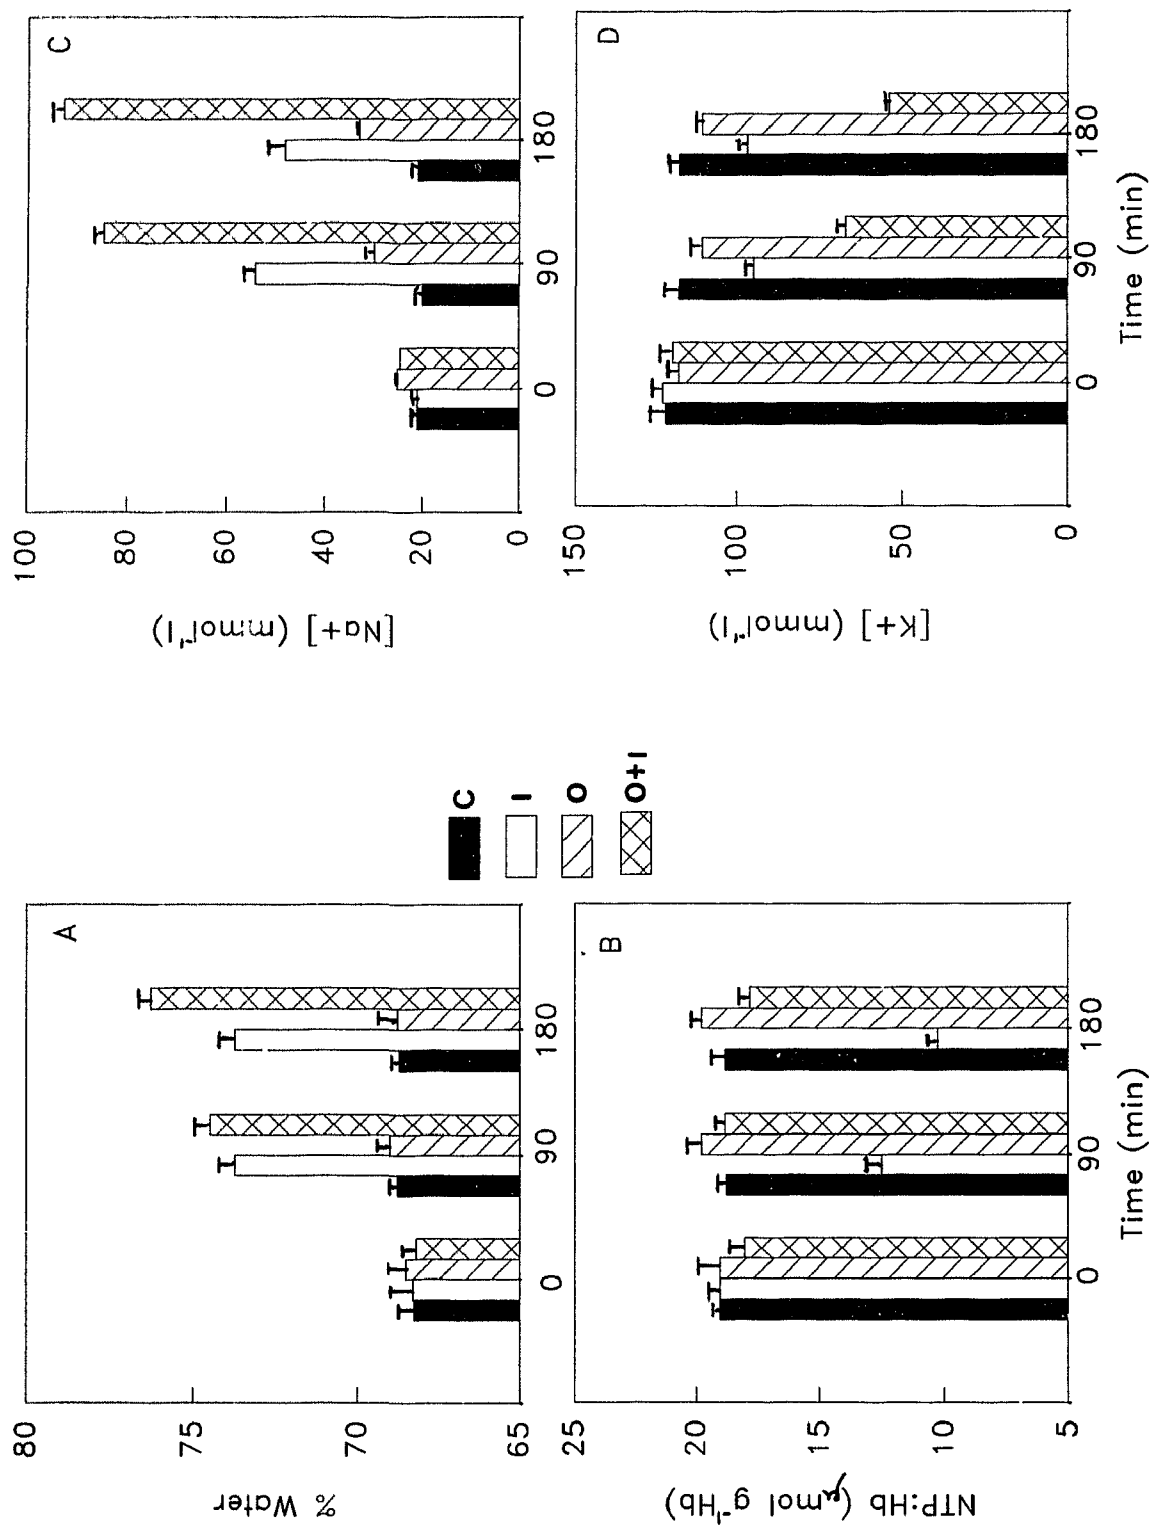 A
80
75
70
65
% Water
0
90
180
C
I
O
O+I
C
100
80
60
40
20
0
[Na+] (mmol⁻¹l)
0
90
180
B
25
20
15
10
5
NTP:Hb (μmol g⁻¹Hb)
0
90
180
Time (min)
D
150
100
50
0
[K+] (mmol⁻¹l)
0
90
180
Time (min)